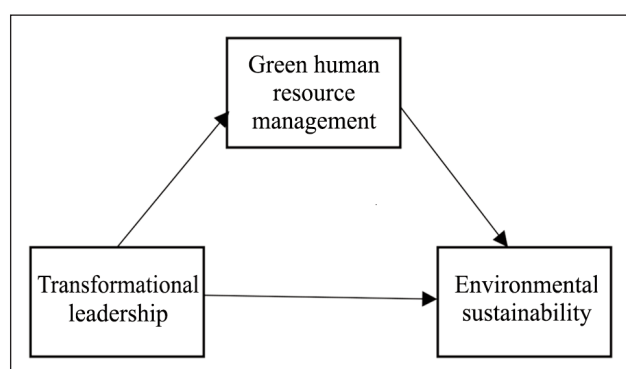 Green human
resource
management
Transformational
leadership
Environmental
sustainability